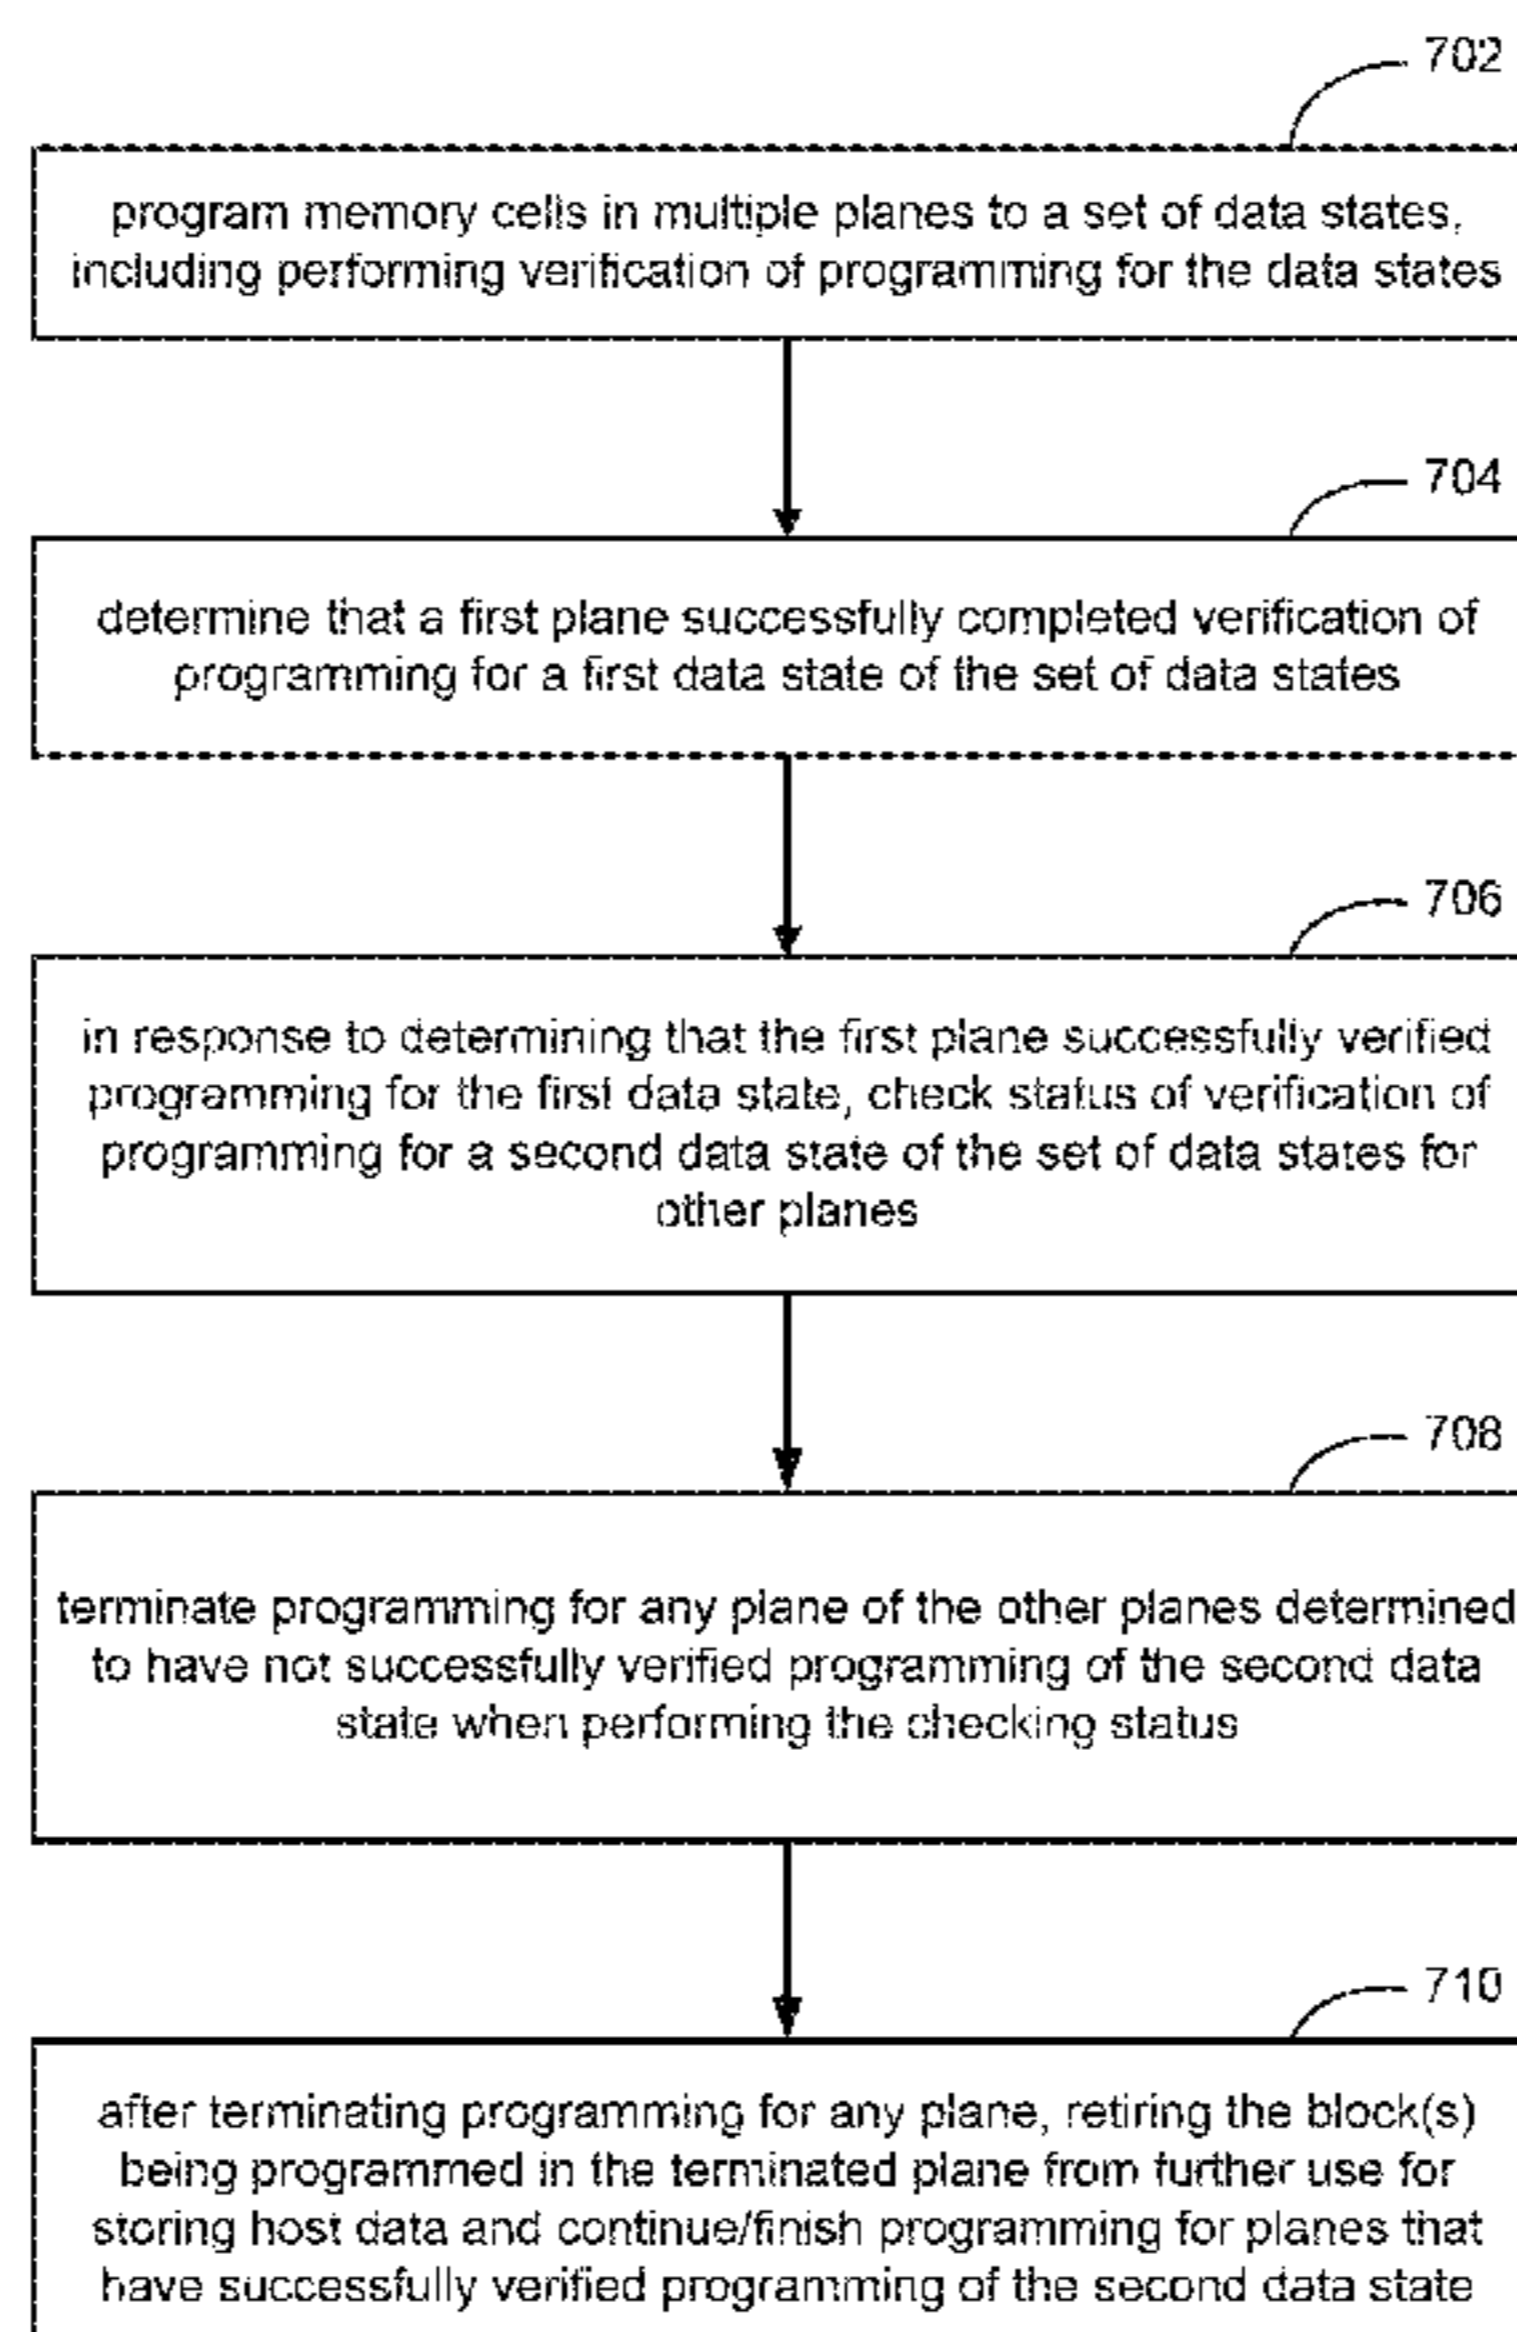 702
program memory cells in multiple planes to a set of data states,
including performing verification of programming for the data states
704
determine that a first plane successfully completed verification of
programming for a first data state of the set of data states
706
in response to determining that the first plane successfully verified
programming for the first data state, check status of verification of
programming for a second data state of the set of data states for
other planes
708
terminate programming for any plane of the other planes determined
to have not successfully verified programming of the second data
state when performing the checking status
710
after terminating programming for any plane, retiring the block(s)
being programmed in the terminated plane from further use for
storing host data and continue/finish programming for planes that
have successfully verified programming of the second data state